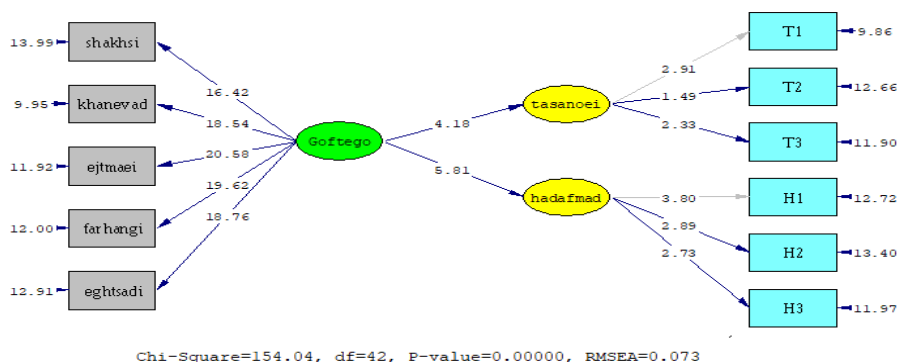 shakhsi
khanevad
ejtmaei
farhangi
eghtsadi
13.99
9.95
11.92
12.00
12.91
16.42
18.54
20.58
19.62
18.76
Goftego
4.18
5.81
tasanoei
hadafmad
2.91
1.49
2.33
3.80
2.89
2.73
T1
T2
T3
H1
H2
H3
9.86
12.66
11.90
12.72
13.40
11.97
Chi-Square=154.04, df=42, P-value=0.00000, RMSEA=0.073